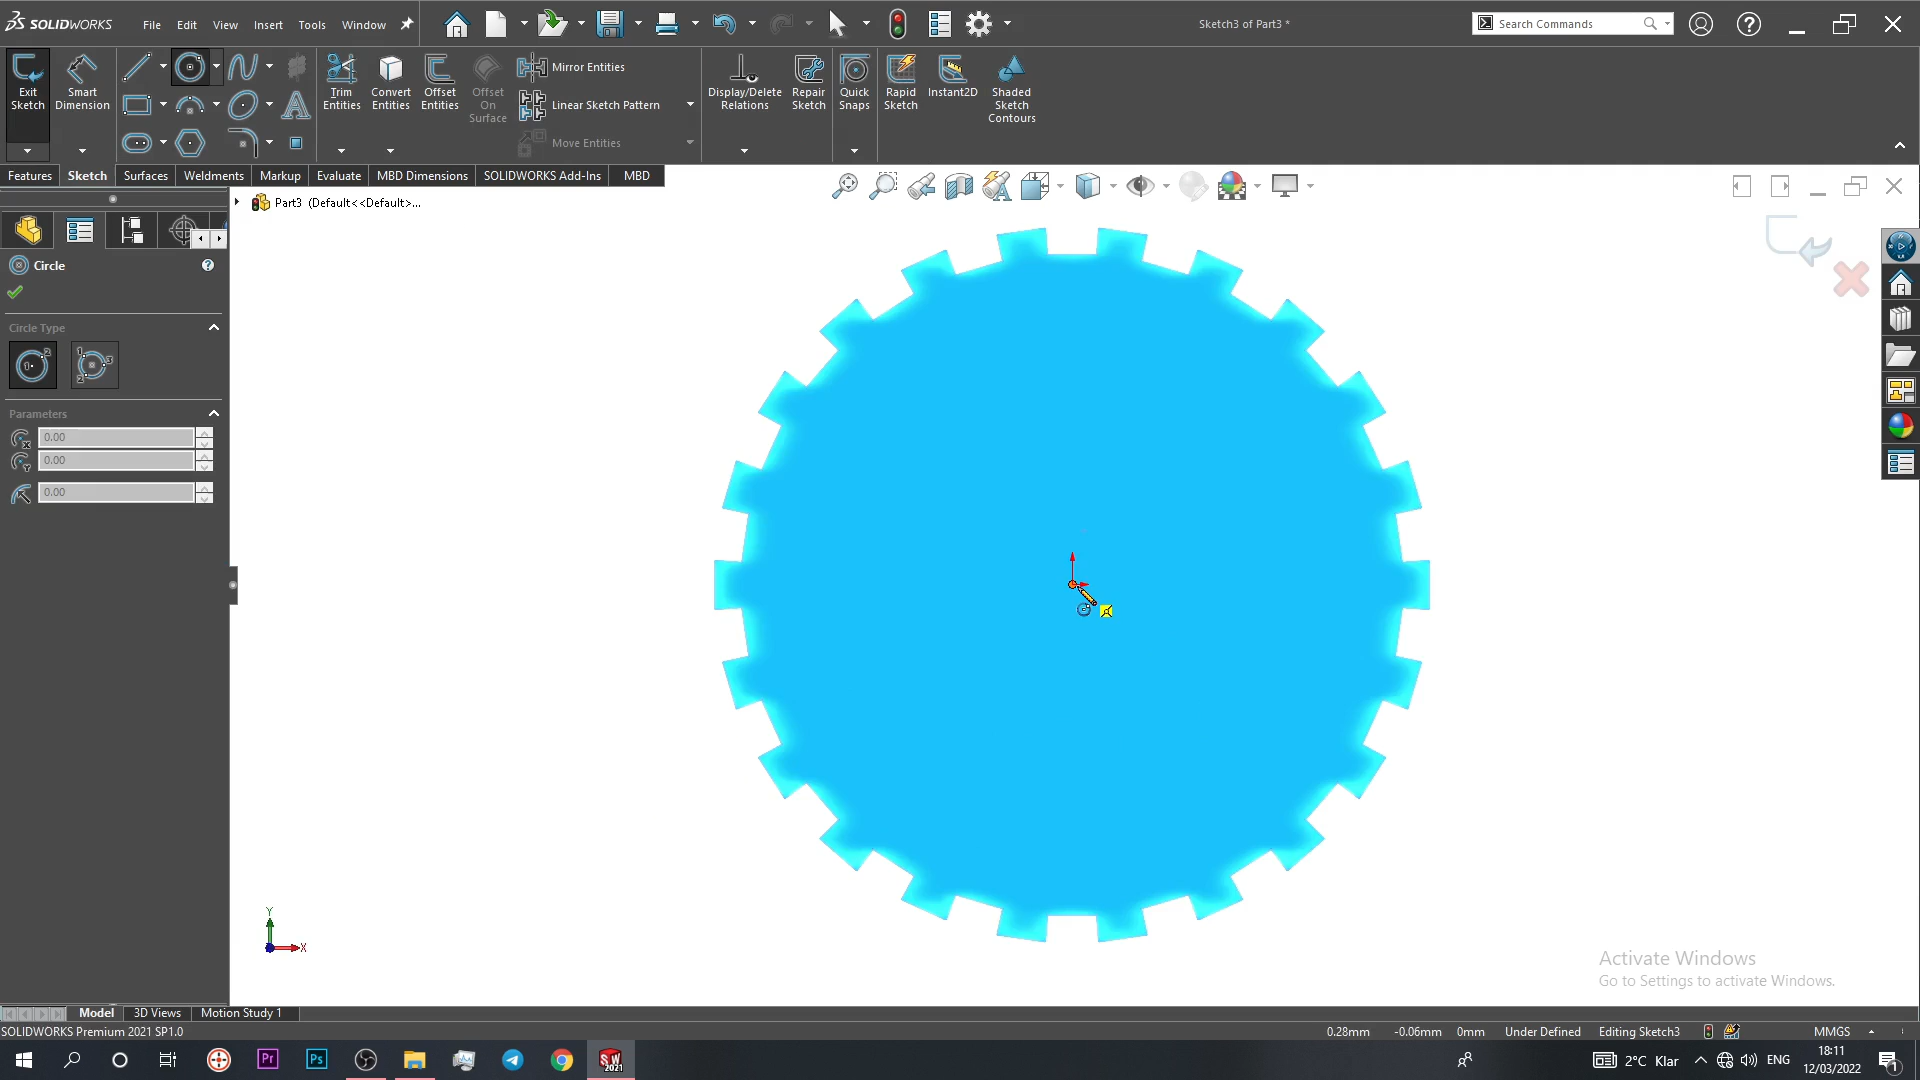 SOLIDWORKS File Edit View Insert Tools Window Sketch3 of Part3 * Search Commands
Exit Sketch
Smart Dimension
Trim Entities
Convert Entities
Offset Entities
Offset On Surface
Mirror Entities
Linear Sketch Pattern
Move Entities
Display/Delete Relations
Repair Sketch
Quick Snaps
Rapid Sketch
Instant2D
Shaded Sketch Contours
Features Sketch Surfaces Weldments Markup Evaluate MBD Dimensions SOLIDWORKS Add-Ins MBD
Part3 (Default<<Default>...
Circle
Circle Type
Parameters
0.00
0.00
0.00
Y
X
Activate Windows
Go to Settings to activate Windows.
Model 3D Views Motion Study 1
SOLIDWORKS Premium 2021 SP1.0 0.28mm -0.06mm 0mm Under Defined Editing Sketch3 MMGS
Pr Ps SW 2021 2°C Klar ENG 18:11
12/03/2022 1